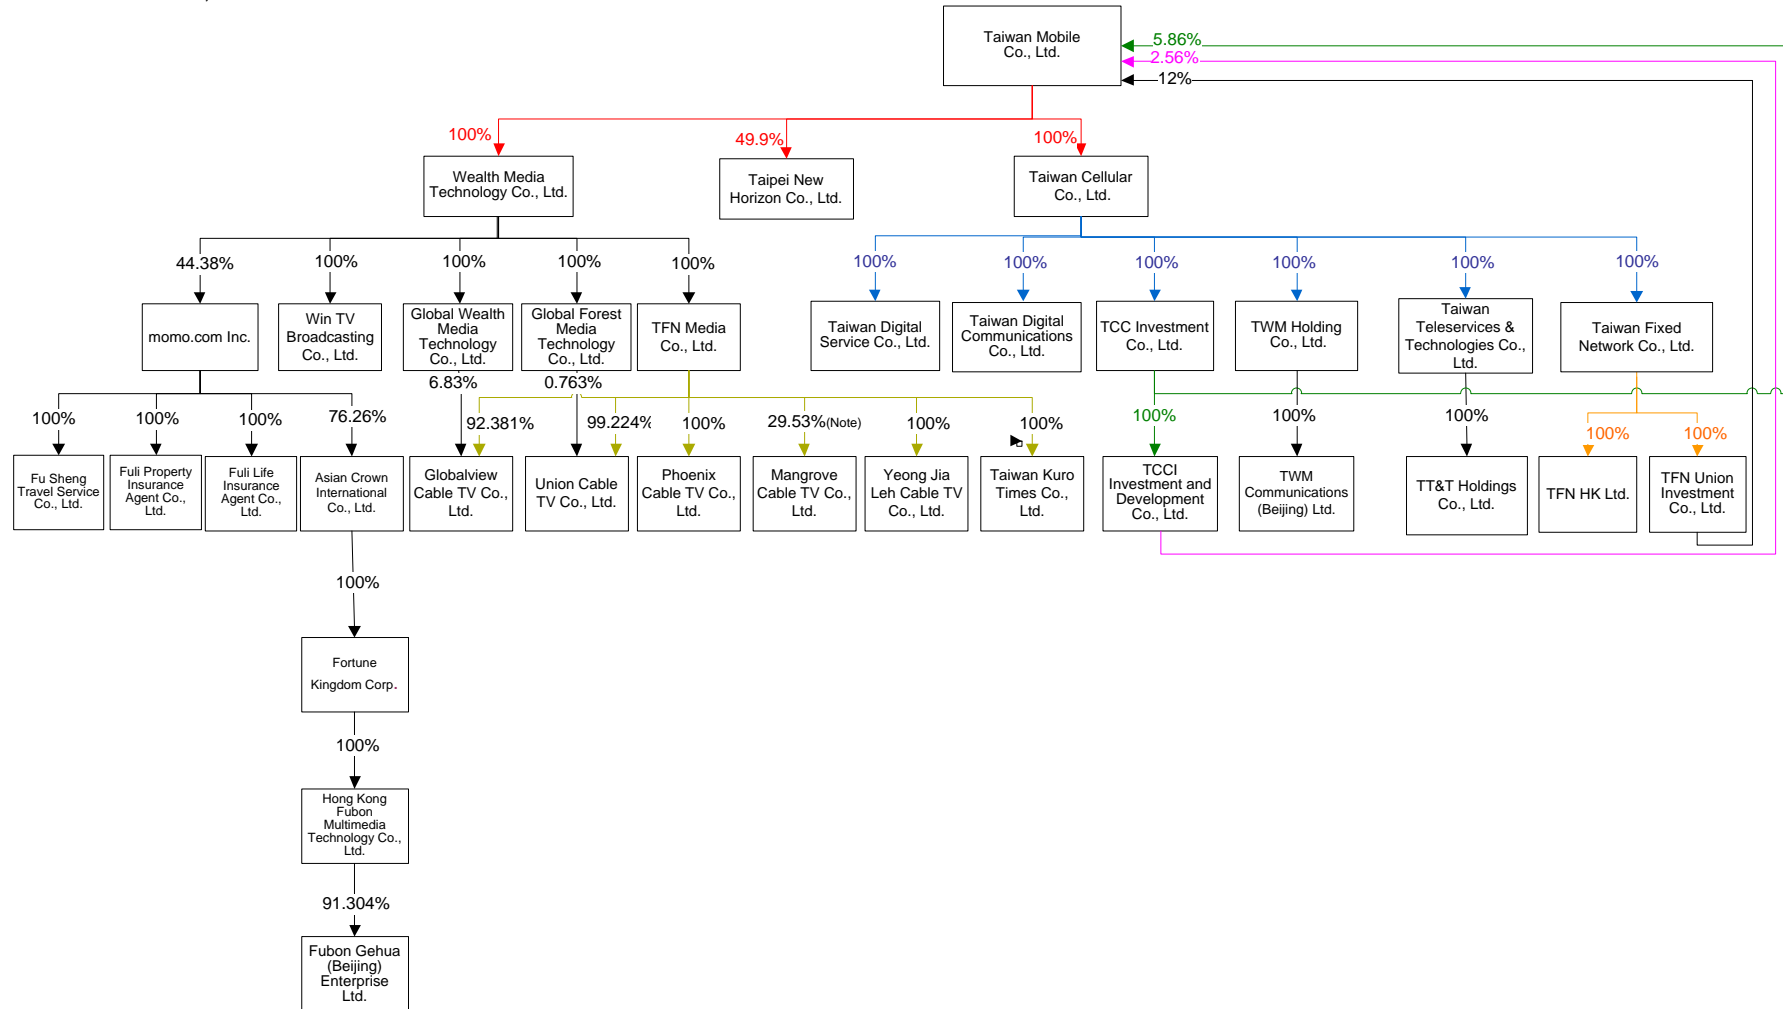 Taiwan Mobile
Co., Ltd.
5.86%
2.56%
12%
100%
49.9%
100%
Wealth Media
Technology Co., Ltd.
Taipei New
Horizon Co., Ltd.
Taiwan Cellular
Co., Ltd.
44.38%
100%
100%
100%
100%
100%
100%
100%
100%
100%
100%
momo.com Inc.
Win TV
Broadcasting
Co., Ltd.
Global Wealth
Media
Technology
Co., Ltd.
Global Forest
Media
Technology
Co., Ltd.
TFN Media
Co., Ltd.
Taiwan Digital
Service Co., Ltd.
Taiwan Digital
Communications
Co., Ltd.
TCC Investment
Co., Ltd.
TWM Holding
Co., Ltd.
Taiwan
Teleservices &
Technologies Co.,
Ltd.
Taiwan Fixed
Network Co., Ltd.
6.83%
0.763%
100%
100%
100%
76.26%
92.381%
99.224%
100%
29.53%(Note)
100%
100%
100%
100%
100%
100%
100%
Fu Sheng
Travel Service
Co., Ltd.
Fuli Property
Insurance
Agent Co.,
Ltd.
Fuli Life
Insurance
Agent Co.,
Ltd.
Asian Crown
International
Co., Ltd.
Globalview
Cable TV Co.,
Ltd.
Union Cable
TV Co., Ltd.
Phoenix
Cable TV Co.,
Ltd.
Mangrove
Cable TV Co.,
Ltd.
Yeong Jia
Leh Cable TV
Co., Ltd.
Taiwan Kuro
Times Co.,
Ltd.
TCCI
Investment and
Development
Co., Ltd.
TWM
Communications
(Beijing) Ltd.
TT&T Holdings
Co., Ltd.
TFN HK Ltd.
TFN Union
Investment
Co., Ltd.
100%
Fortune
Kingdom Corp.
100%
Hong Kong
Fubon
Multimedia
Technology Co.,
Ltd.
91.304%
Fubon Gehua
(Beijing)
Enterprise
Ltd.